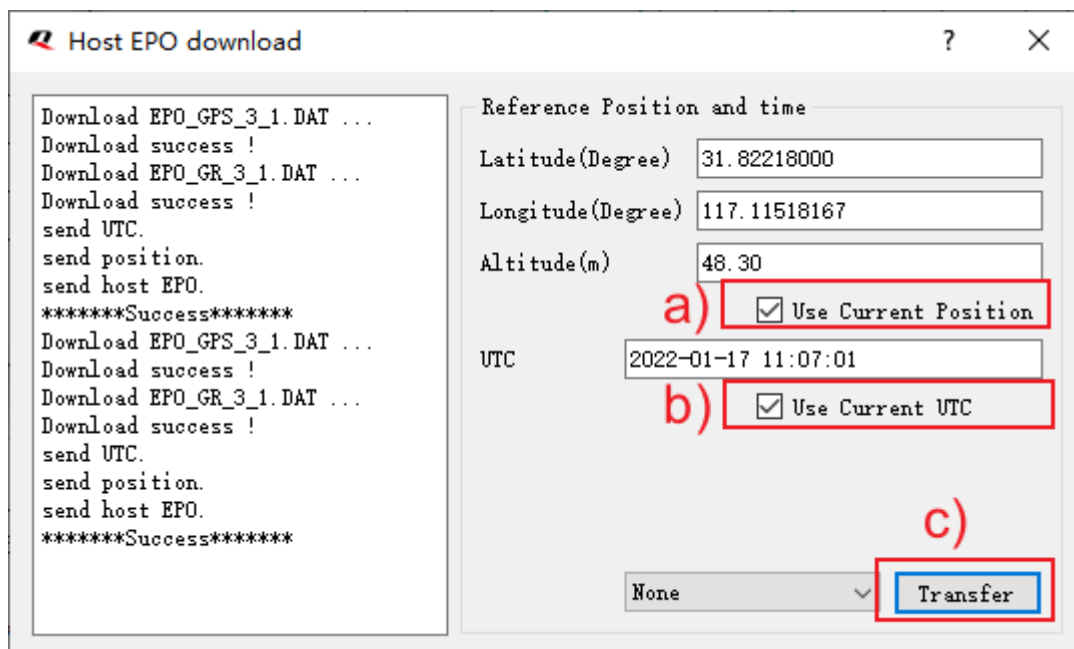 Host EPO download
?
Download EPO_GPS_3_1.DAT ...
Download success !
Download EPO_GR_3_1.DAT ...
Download success !
send UTC.
send position.
send host EPO.
*******Success*******
Download EPO_GPS_3_1.DAT ...
Download success !
Download EPO_GR_3_1.DAT ...
Download success !
send UTC.
send position.
send host EPO.
*******Success*******
Reference Position and time
Latitude(Degree) 31.82218000
Longitude(Degree) 117.11518167
Altitude(m) 48.30
a) Use Current Position
UTC 2022-01-17 11:07:01
b) Use Current UTC
c)
None Transfer